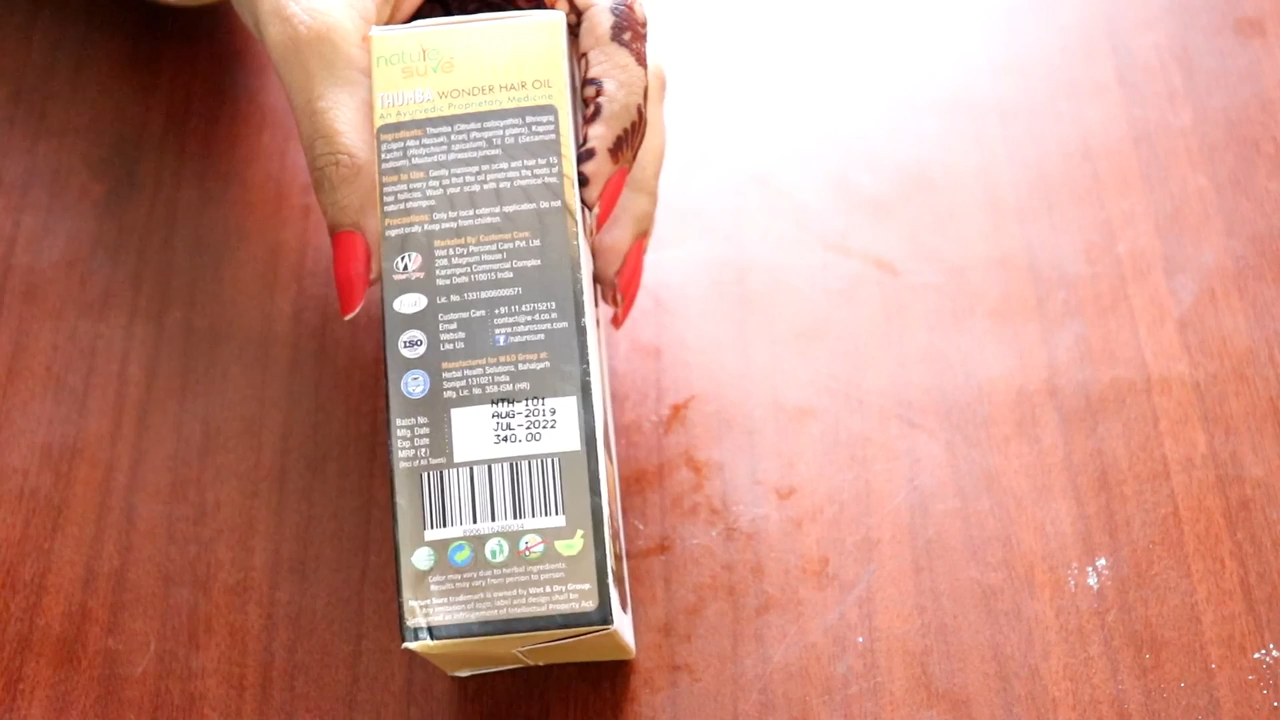 nature
sure
THUMBA WONDER HAIR OIL
An Ayurvedic Proprietary Medicine
Ingredients: Thumba (Citrullus colocynthis), Bhringraj
(Eclipta Alba Hassak), Kranj (Pongamia glabra), Kapoor
Kachri (Hedychium spicatum), Til Oil (Sesamum
indicum), Mustard Oil (Brassica juncea).
How to Use: Gently massage on scalp and hair for 15
minutes every day so that the oil penetrates the roots of
hair follicles. Wash your scalp with any chemical-free,
natural shampoo.
Precautions: Only for local external application. Do not
ingest orally. Keep away from children.
Marketed By/ Customer Care:
Wet & Dry Personal Care Pvt. Ltd.
208, Magnum House I
Karampura Commercial Complex
New Delhi 110015 India
Lic. No.:13318006000571
Customer Care : +91.11.43715213
Email : contact@w-d.co.in
Website : www.naturessure.com
Like Us : f /naturesure
ISO
Manufactured for W&D Group at:
Herbal Health Solutions, Bahalgarh
Sonipat 131021 India
Mfg. Lic. No. 358-ISM (HR)
Batch No. : NTH-101
Mfg. Date : AUG-2019
Exp. Date : JUL-2022
MRP (₹) : 340.00
(Incl of All Taxes)
8906116280034
Color may vary due to herbal ingredients.
Results may vary from person to person.
Nature Sure trademark is owned by Wet & Dry Group.
Any imitation of logo, label and design shall be
as infringement of Intellectual Property Act.